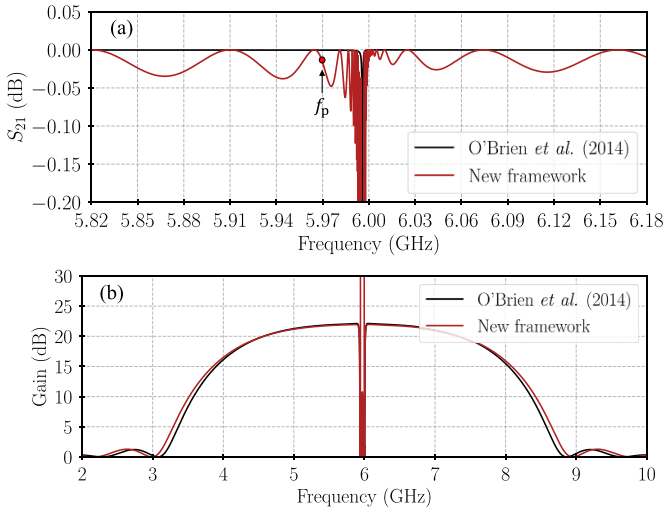 (a)
0.05
0.00
−0.05
−0.10
−0.15
−0.20
S21 (dB)
fp
O'Brien et al. (2014)
New framework
5.82 5.85 5.88 5.91 5.94 5.97 6.00 6.03 6.06 6.09 6.12 6.15 6.18
Frequency (GHz)
(b)
30
25
20
15
10
5
0
Gain (dB)
O'Brien et al. (2014)
New framework
2 3 4 5 6 7 8 9 10
Frequency (GHz)